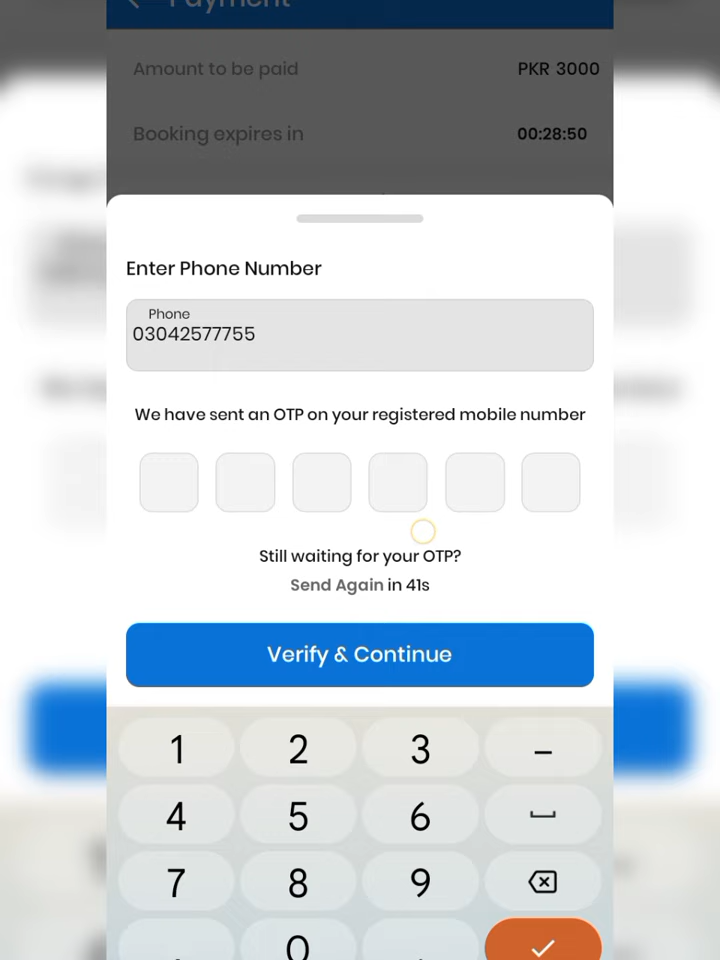 Payment
Amount to be paid PKR 3000
Booking expires in 00:28:50
Enter Phone Number
Phone
03042577755
We have sent an OTP on your registered mobile number
Still waiting for your OTP?
Send Again in 41s
Verify & Continue
1 2 3 –
4 5 6
7 8 9
. 0 ,